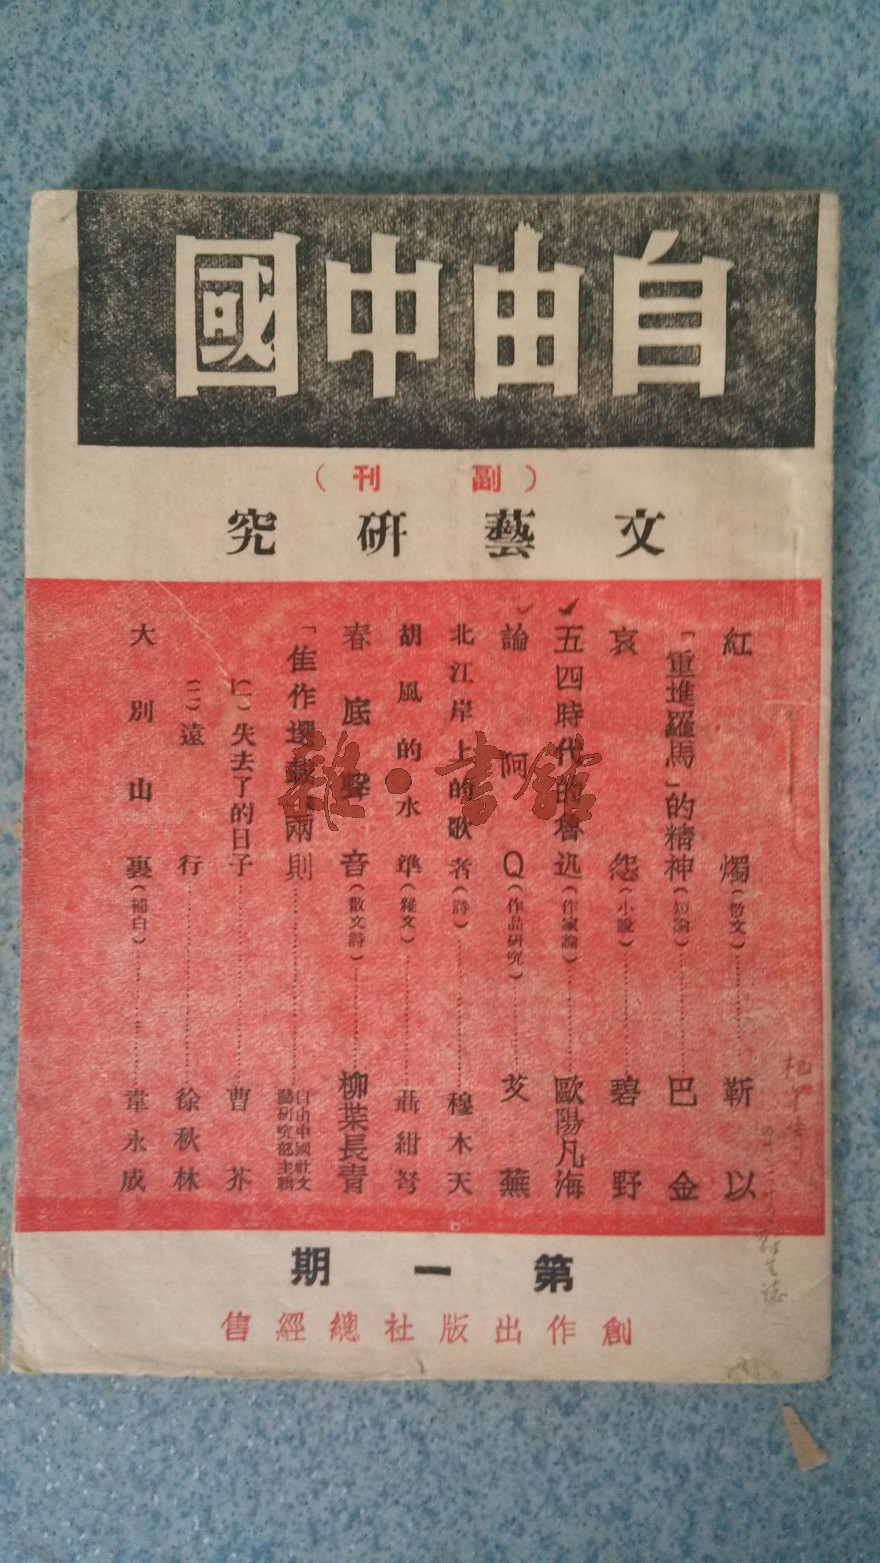 自由中國
（副刊）
文藝研究
紅燭（散文）………靳以
「重進羅馬」的精神（短論）………巴金
哀怨（小說）………碧野
五四時代的魯迅（作家論）………歐陽凡海
論阿Q（作品研究）………艾蕪
北江岸上的歌者（詩）………穆木天
胡風的水準（雜文）………聶紺弩
春底聲音（散文詩）………柳葉長青
「佳作選載」兩則………自由中國社文藝研究部主編
（一）失去了的日子………曹芥
（二）遠行………徐秋林
大別山裏（補白）………韋永成
第一期
創作出版社總經售
雜·書館